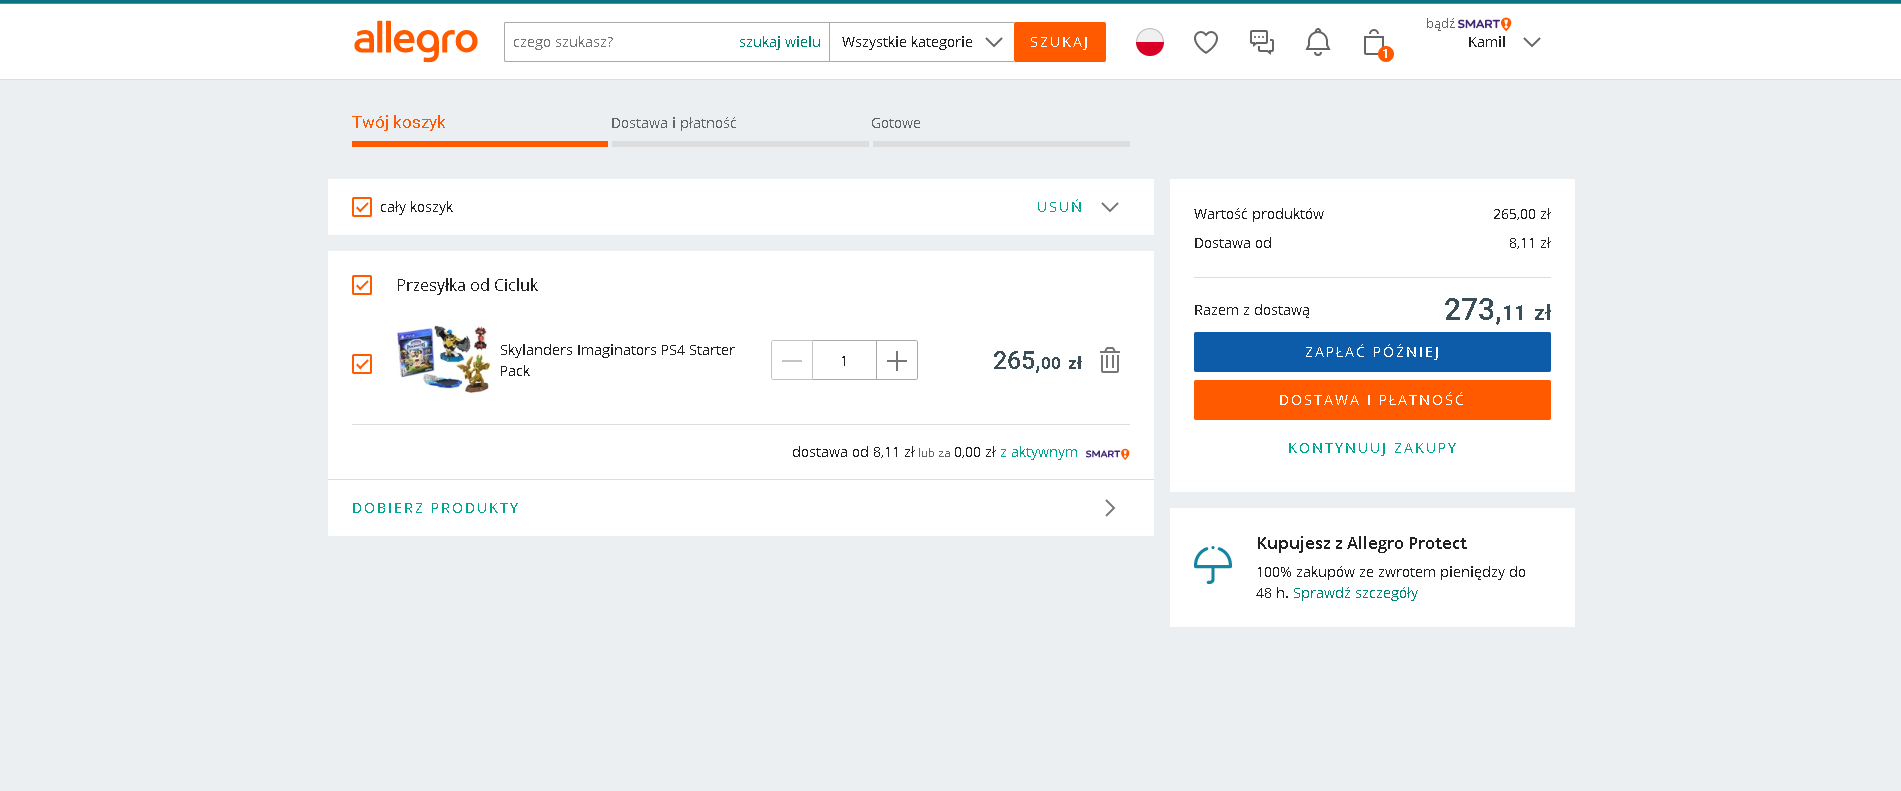 allegro
czego szukasz?
szukaj wielu
Wszystkie kategorie
SZUKAJ
1
bądź SMART!
Kamil
Twój koszyk
Dostawa i płatność
Gotowe
cały koszyk
USUŃ
Przesyłka od Cicluk
Skylanders Imaginators PS4 Starter
Pack
1
265,00 zł
dostawa od 8,11 zł lub za 0,00 zł z aktywnym SMART!
DOBIERZ PRODUKTY
Wartość produktów 265,00 zł
Dostawa od 8,11 zł
Razem z dostawą 273,11 zł
ZAPŁAĆ PÓŹNIEJ
DOSTAWA I PŁATNOŚĆ
KONTYNUUJ ZAKUPY
Kupujesz z Allegro Protect
100% zakupów ze zwrotem pieniędzy do
48 h. Sprawdź szczegóły